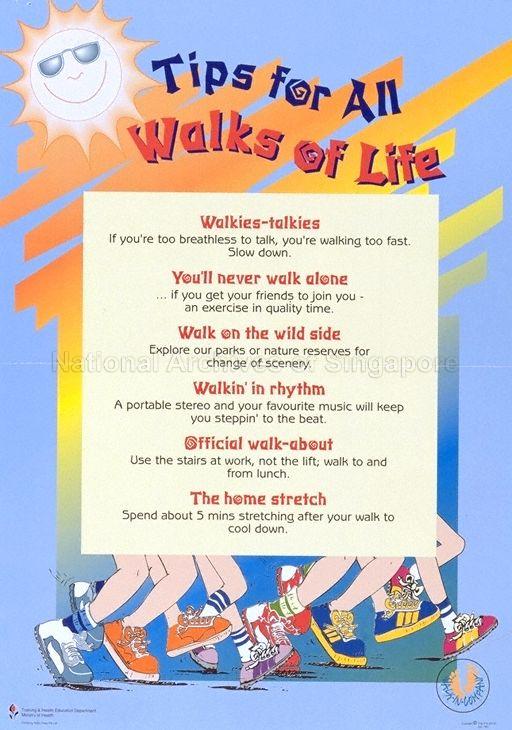 Tips for All
Walks of Life
Walkies-talkies
If you're too breathless to talk, you're walking too fast.
Slow down.
You'll never walk alone
... if you get your friends to join you -
an exercise in quality time.
Walk on the wild side
Explore our parks or nature reserves for
change of scenery.
National Archives of Singapore
Walkin' in rhythm
A portable stereo and your favourite music will keep
you steppin' to the beat.
Official walk-about
Use the stairs at work, not the lift; walk to and
from lunch.
The home stretch
Spend about 5 mins stretching after your walk to
cool down.
Training & Health Education Department
Ministry of Health